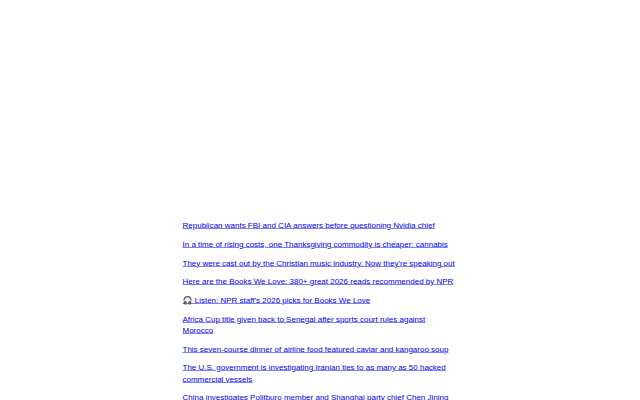 Republican wants FBI and CIA answers before questioning Nvidia chief
In a time of rising costs, one Thanksgiving commodity is cheaper: cannabis
They were cast out by the Christian music industry. Now they're speaking out
Here are the Books We Love: 380+ great 2026 reads recommended by NPR
🎧 Listen: NPR staff's 2026 picks for Books We Love
Africa Cup title given back to Senegal after sports court rules against
Morocco
This seven-course dinner of airline food featured caviar and kangaroo soup
The U.S. government is investigating Iranian ties to as many as 50 hacked
commercial vessels
China investigates Politburo member and Shanghai party chief Chen Jining